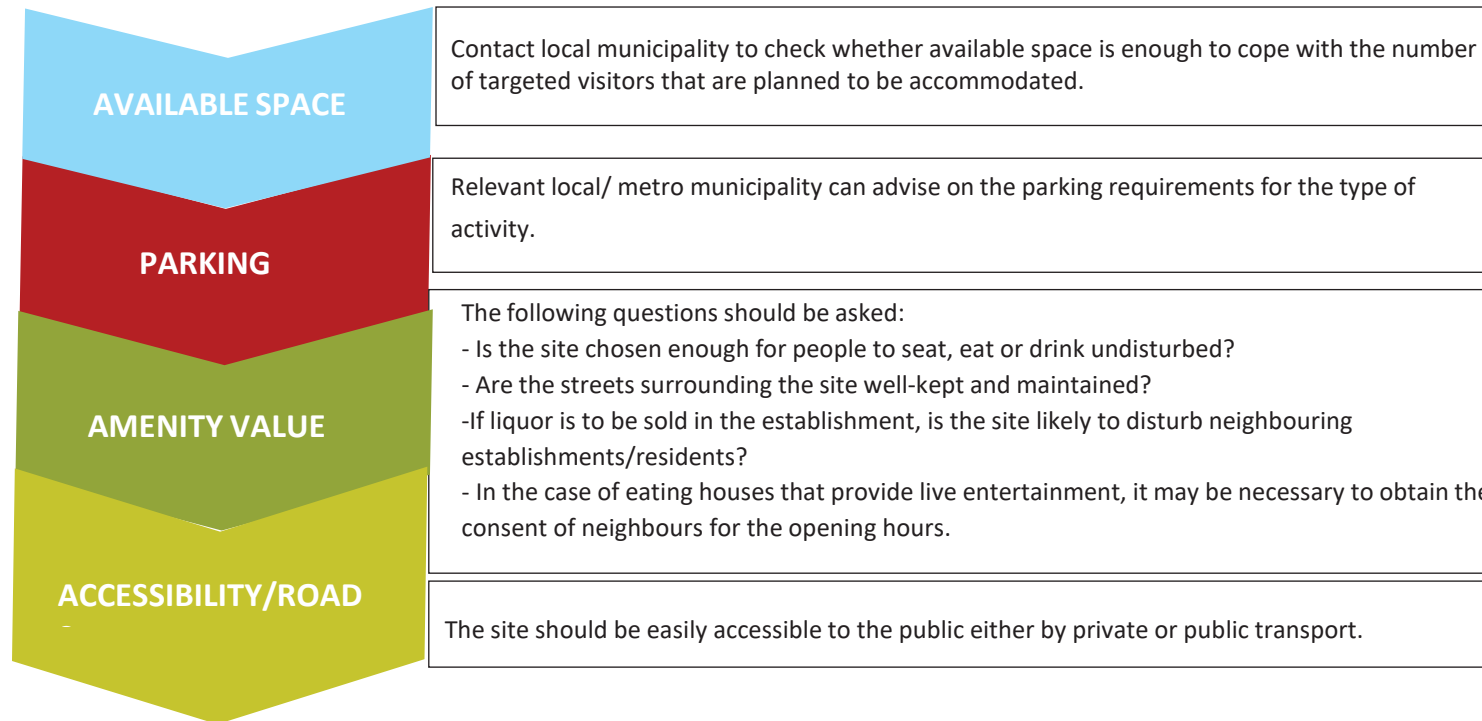 AVAILABLE SPACE
Contact local municipality to check whether available space is enough to cope with the number
of targeted visitors that are planned to be accommodated.
PARKING
Relevant local/ metro municipality can advise on the parking requirements for the type of
activity.
AMENITY VALUE
The following questions should be asked:
- Is the site chosen enough for people to seat, eat or drink undisturbed?
- Are the streets surrounding the site well-kept and maintained?
-If liquor is to be sold in the establishment, is the site likely to disturb neighbouring
establishments/residents?
- In the case of eating houses that provide live entertainment, it may be necessary to obtain the
consent of neighbours for the opening hours.
ACCESSIBILITY/ROAD
The site should be easily accessible to the public either by private or public transport.